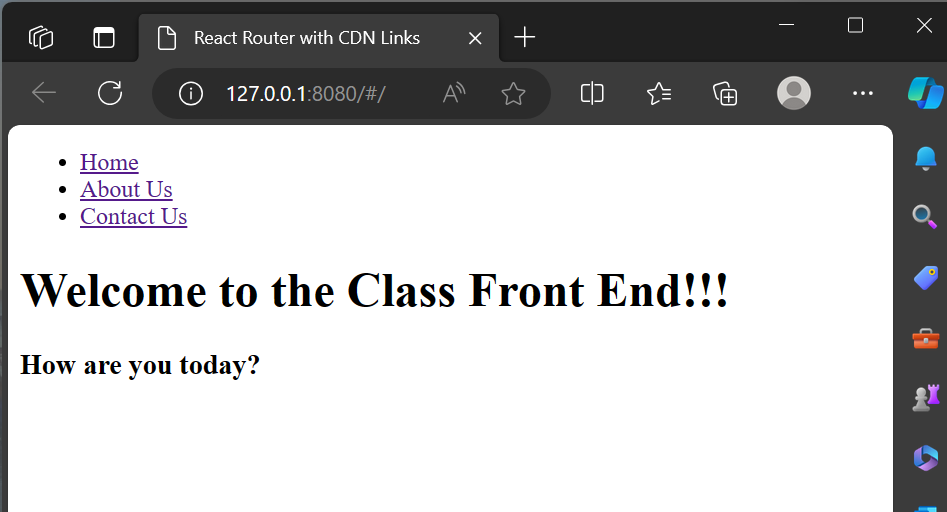 React Router with CDN Links
127.0.0.1:8080/#/
Home
About Us
Contact Us
Welcome to the Class Front End!!!
How are you today?